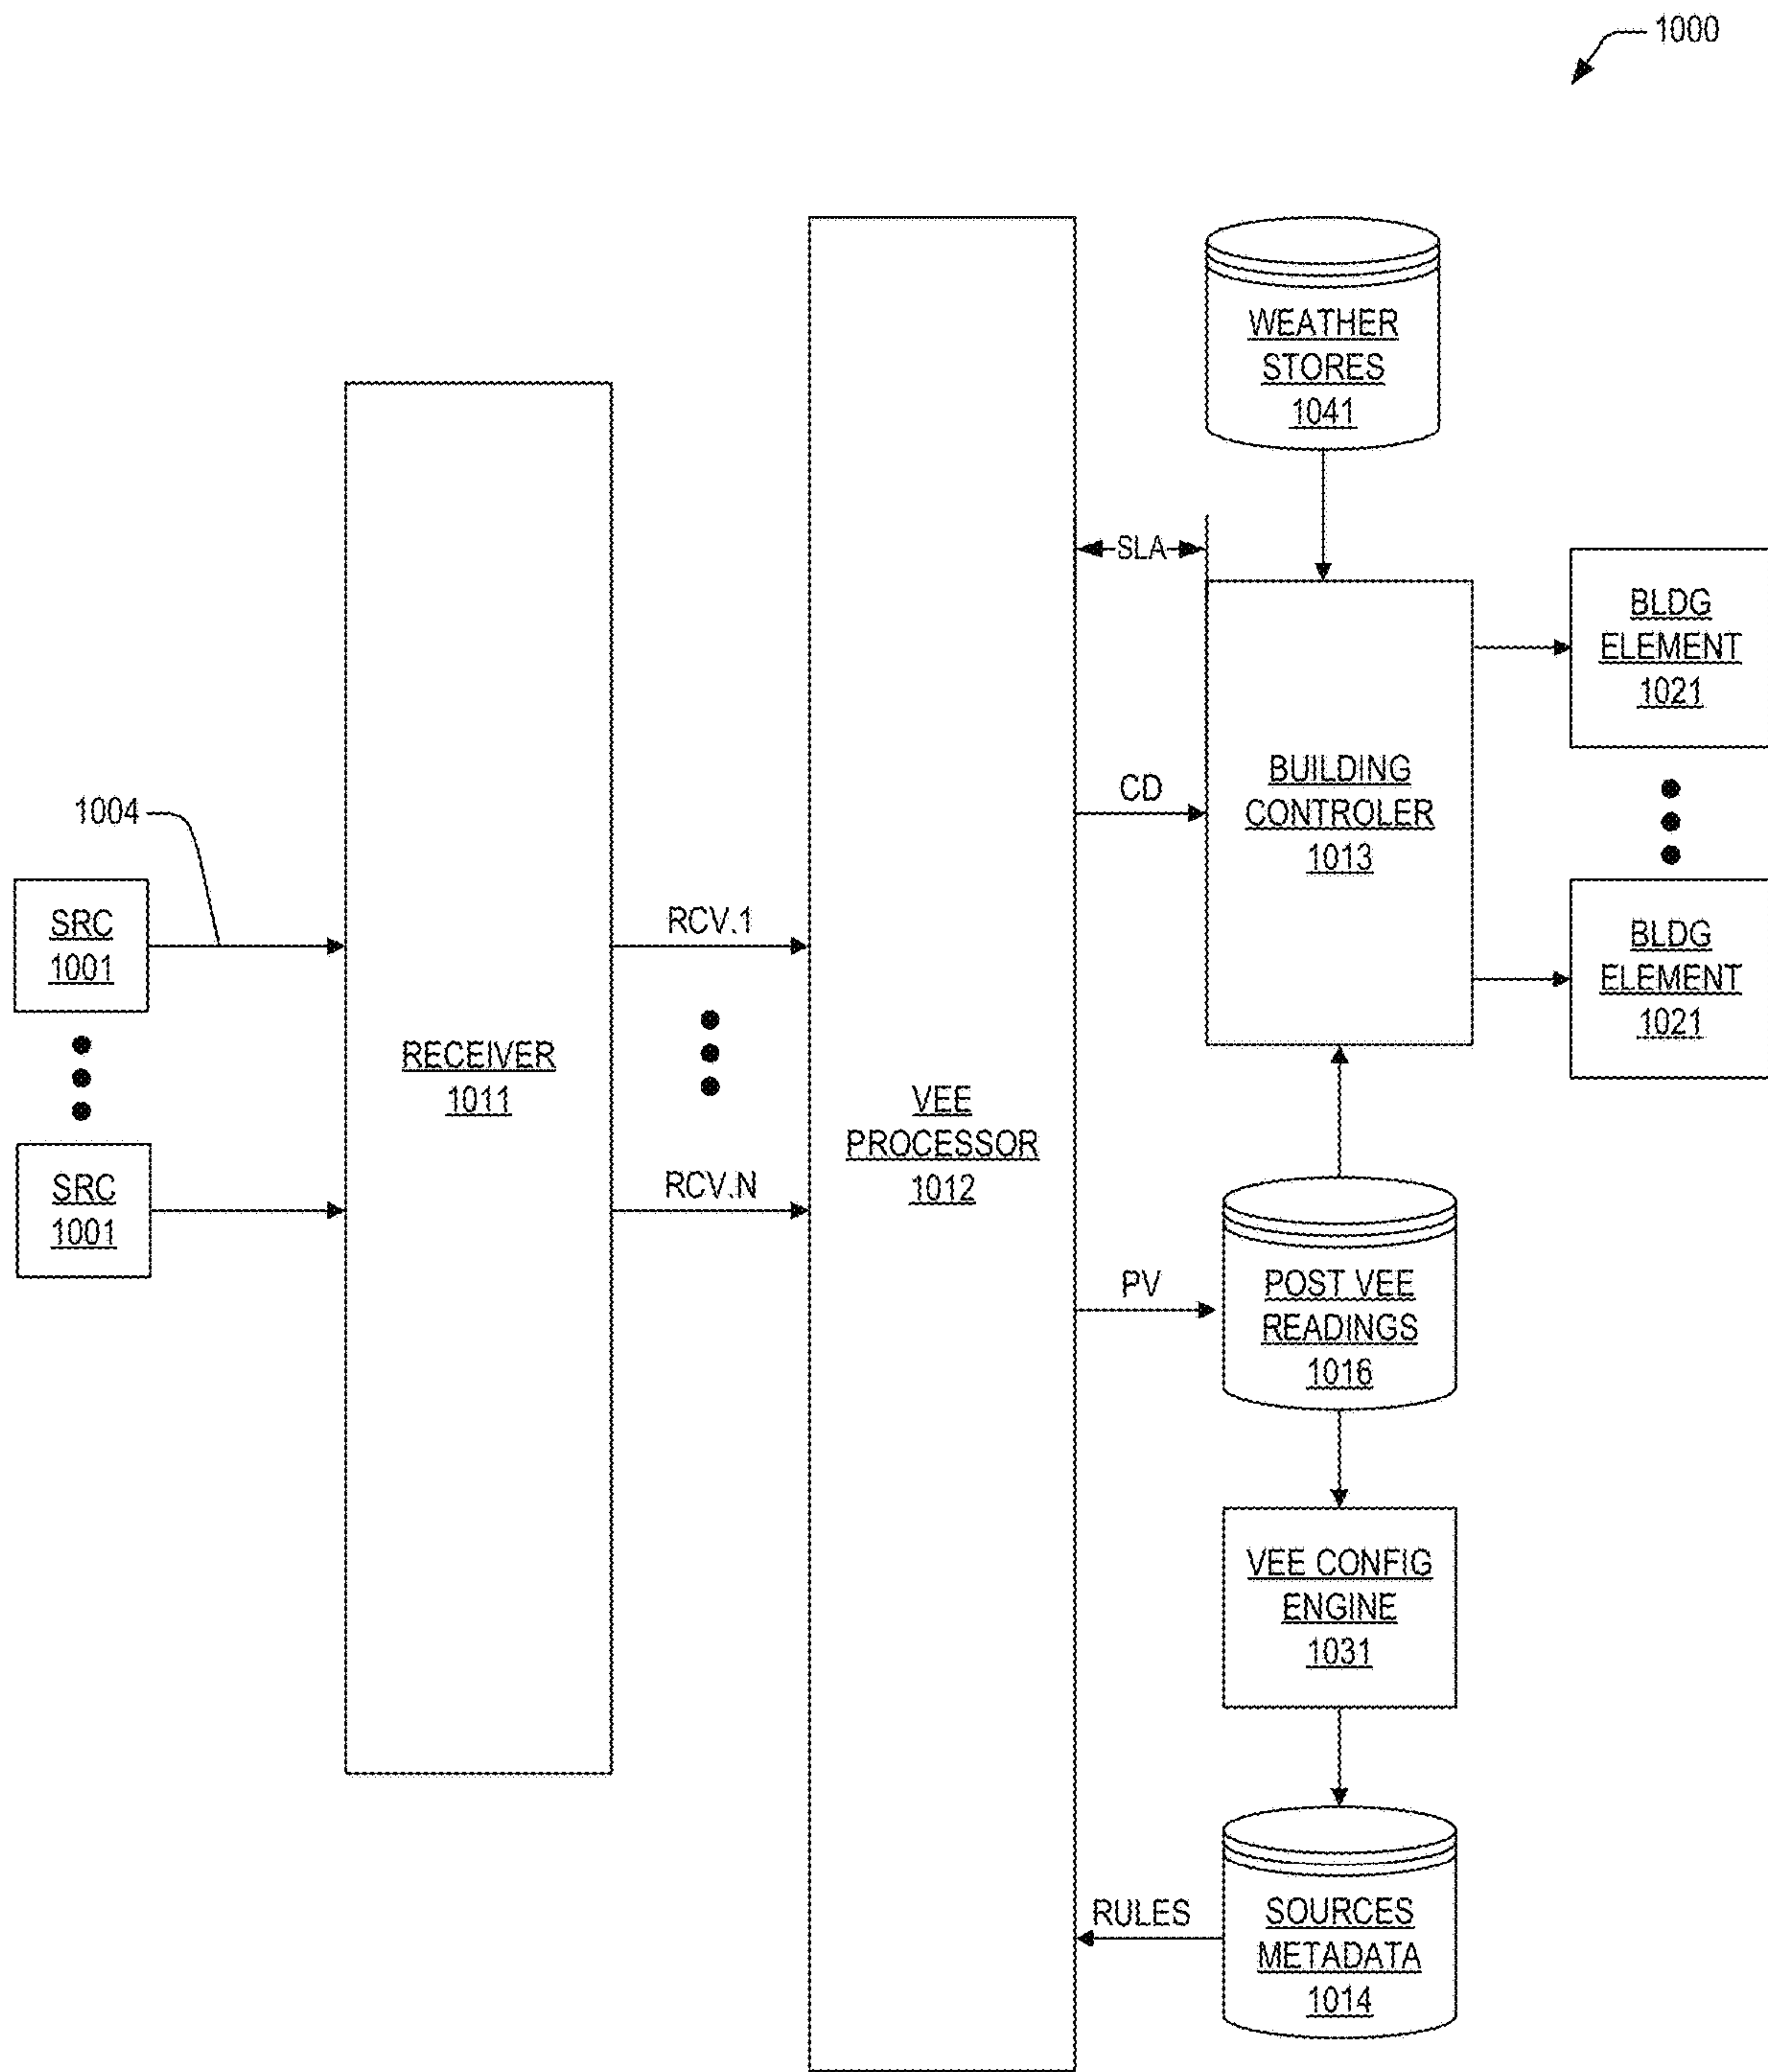 1000
WEATHER
STORES
1041
SLA
BLDG
ELEMENT
1021
CD
BUILDING
CONTROLER
1013
1004
SRC
1001
RCV.1
BLDG
ELEMENT
1021
RECEIVER
1011
VEE
PROCESSOR
1012
SRC
1001
RCV.N
PV
POST VEE
READINGS
1016
VEE CONFIG
ENGINE
1031
RULES
SOURCES
METADATA
1014